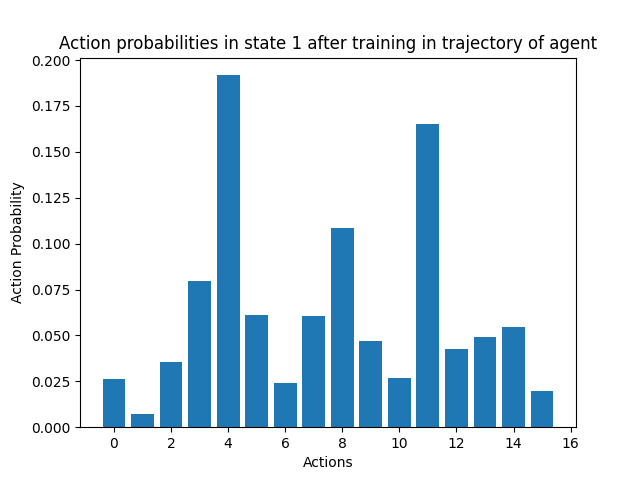 Action probabilities in state 1 after training in trajectory of agent
0.200
0.175
0.150
0.125
0.100
0.075
0.050
0.025
0.000
Action Probability
0 2 4 6 8 10 12 14 16
Actions